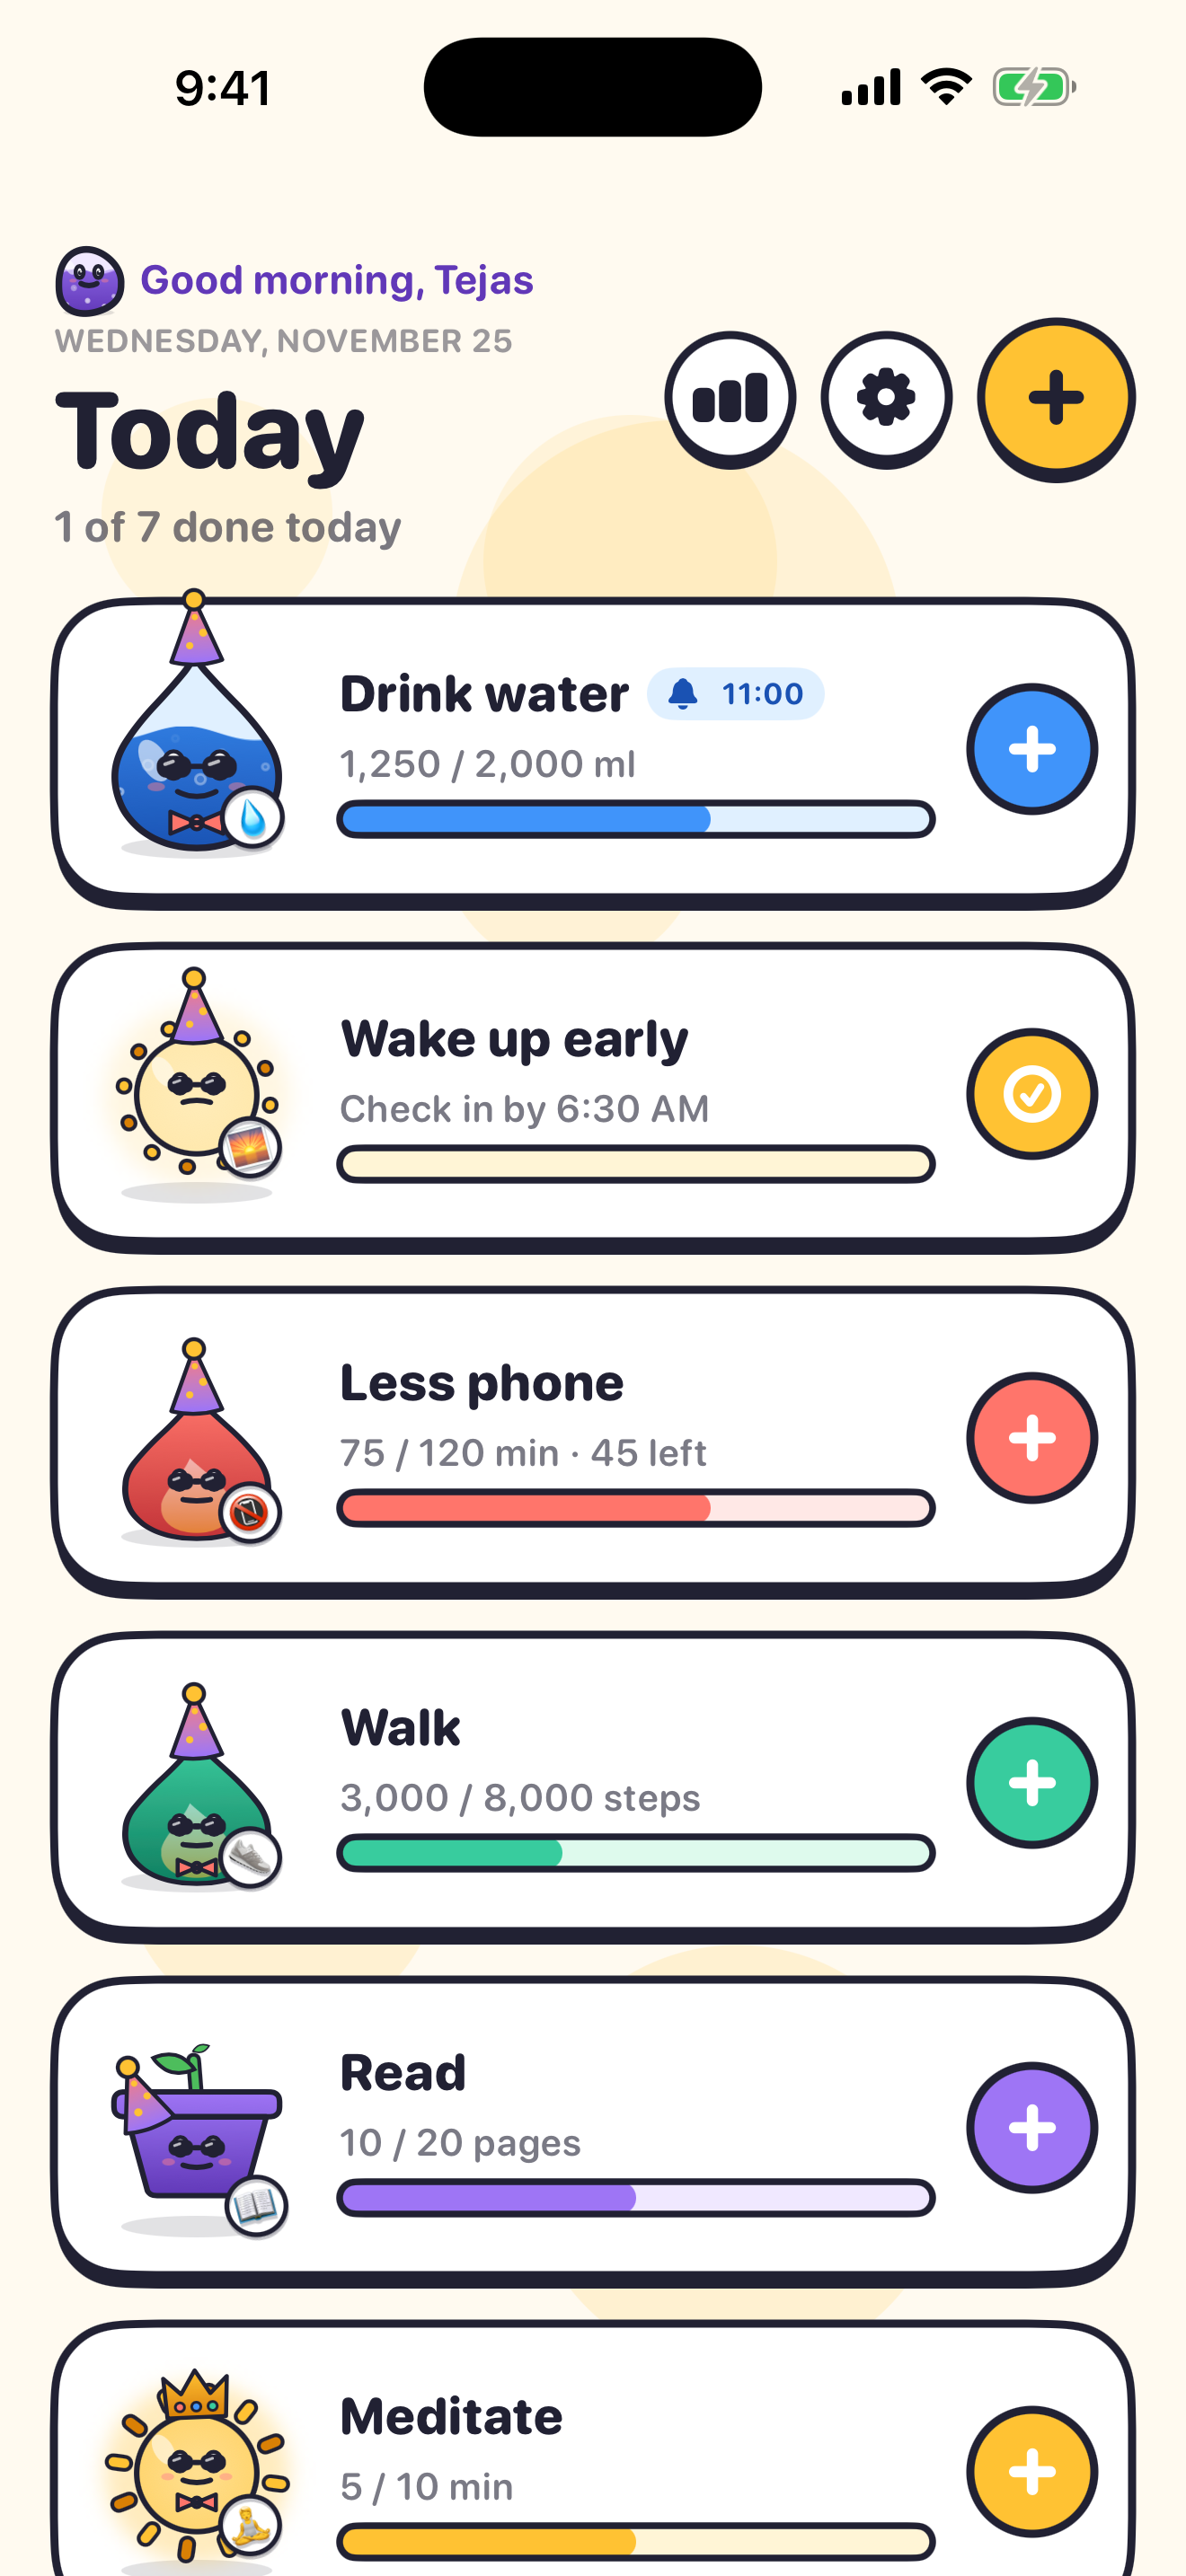 9:41
Good morning, Tejas
WEDNESDAY, NOVEMBER 25
Today
1 of 7 done today
Drink water 11:00
1,250 / 2,000 ml
Wake up early
Check in by 6:30 AM
Less phone
75 / 120 min · 45 left
Walk
3,000 / 8,000 steps
Read
10 / 20 pages
Meditate
5 / 10 min